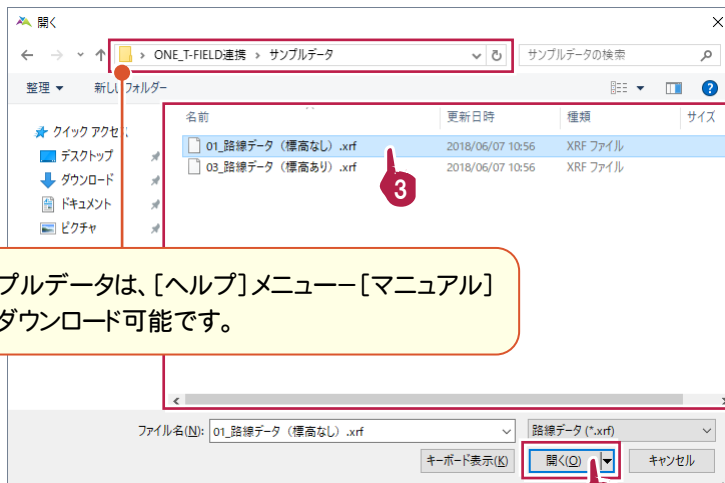 開く
ONE_T-FIELD連携 › サンプルデータ
サンプルデータの検索
整理 新しいフォルダー
名前 更新日時 種類 サイズ
クイック アクセス
01_路線データ（標高なし）.xrf 2018/06/07 10:56 XRF ファイル
デスクトップ
03_路線データ（標高あり）.xrf 2018/06/07 10:56 XRF ファイル
ダウンロード
3
ドキュメント
ピクチャ
プルデータは、[ヘルプ]メニュー－[マニュアル]
ダウンロード可能です。
ファイル名(N): 01_路線データ（標高なし）.xrf 路線データ (*.xrf)
キーボード表示(K) 開く(O) キャンセル